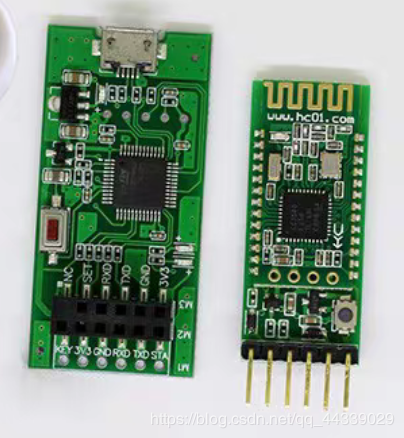 www.hc01.com
HC
NC SET RXD TXD GND 3V3
M3
M2
KEY 3V3 GND RXD TXD STA
M1
https://blog.csdn.net/qq_44339029